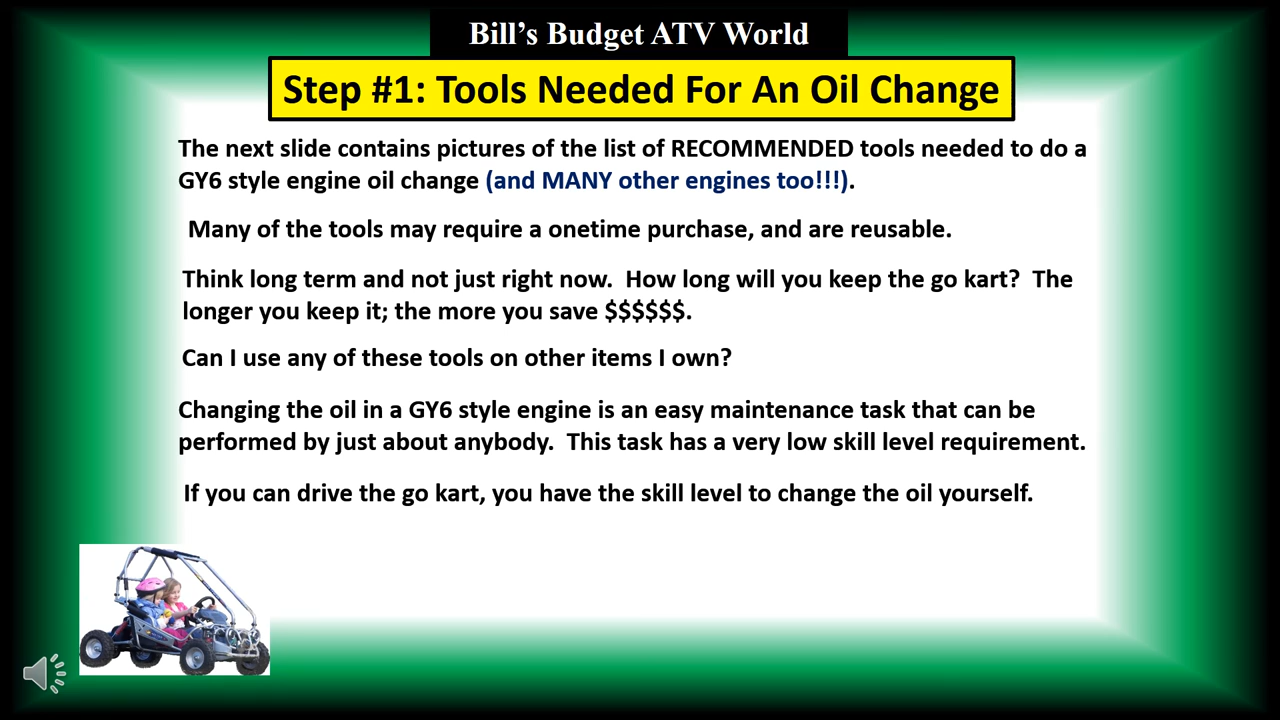 Bill's Budget ATV World
Step #1: Tools Needed For An Oil Change
The next slide contains pictures of the list of RECOMMENDED tools needed to do a
GY6 style engine oil change (and MANY other engines too!!!).
Many of the tools may require a onetime purchase, and are reusable.
Think long term and not just right now.  How long will you keep the go kart?  The
longer you keep it; the more you save $$$$$$.
Can I use any of these tools on other items I own?
Changing the oil in a GY6 style engine is an easy maintenance task that can be
performed by just about anybody.  This task has a very low skill level requirement.
If you can drive the go kart, you have the skill level to change the oil yourself.